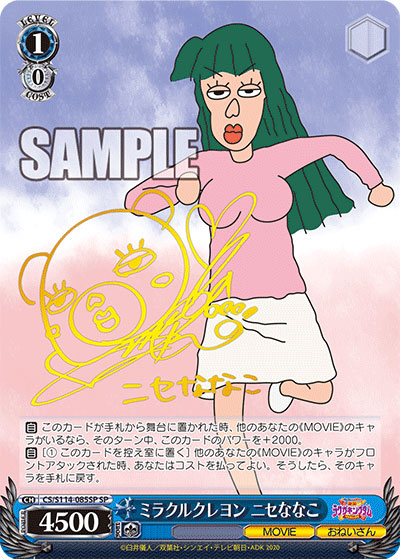 LEVEL
1
0
COST
SAMPLE
ニセななこ
自 このカードが手札から舞台に置かれた時、他のあなたの《MOVIE》のキャ
ラがいるなら、そのターン中、このカードのパワーを+2000。
自 [① このカードを控え室に置く] 他のあなたの《MOVIE》のキャラがフロ
ントアタックされた時、あなたはコストを払ってよい。そうしたら、そのキャ
ラを手札に戻す。
CH CS/S114-085SP SP
4500
ミラクルクレヨン ニセななこ
MOVIE
おねいさん
©臼井儀人/双葉社・シンエイ・テレビ朝日・ADK 2020